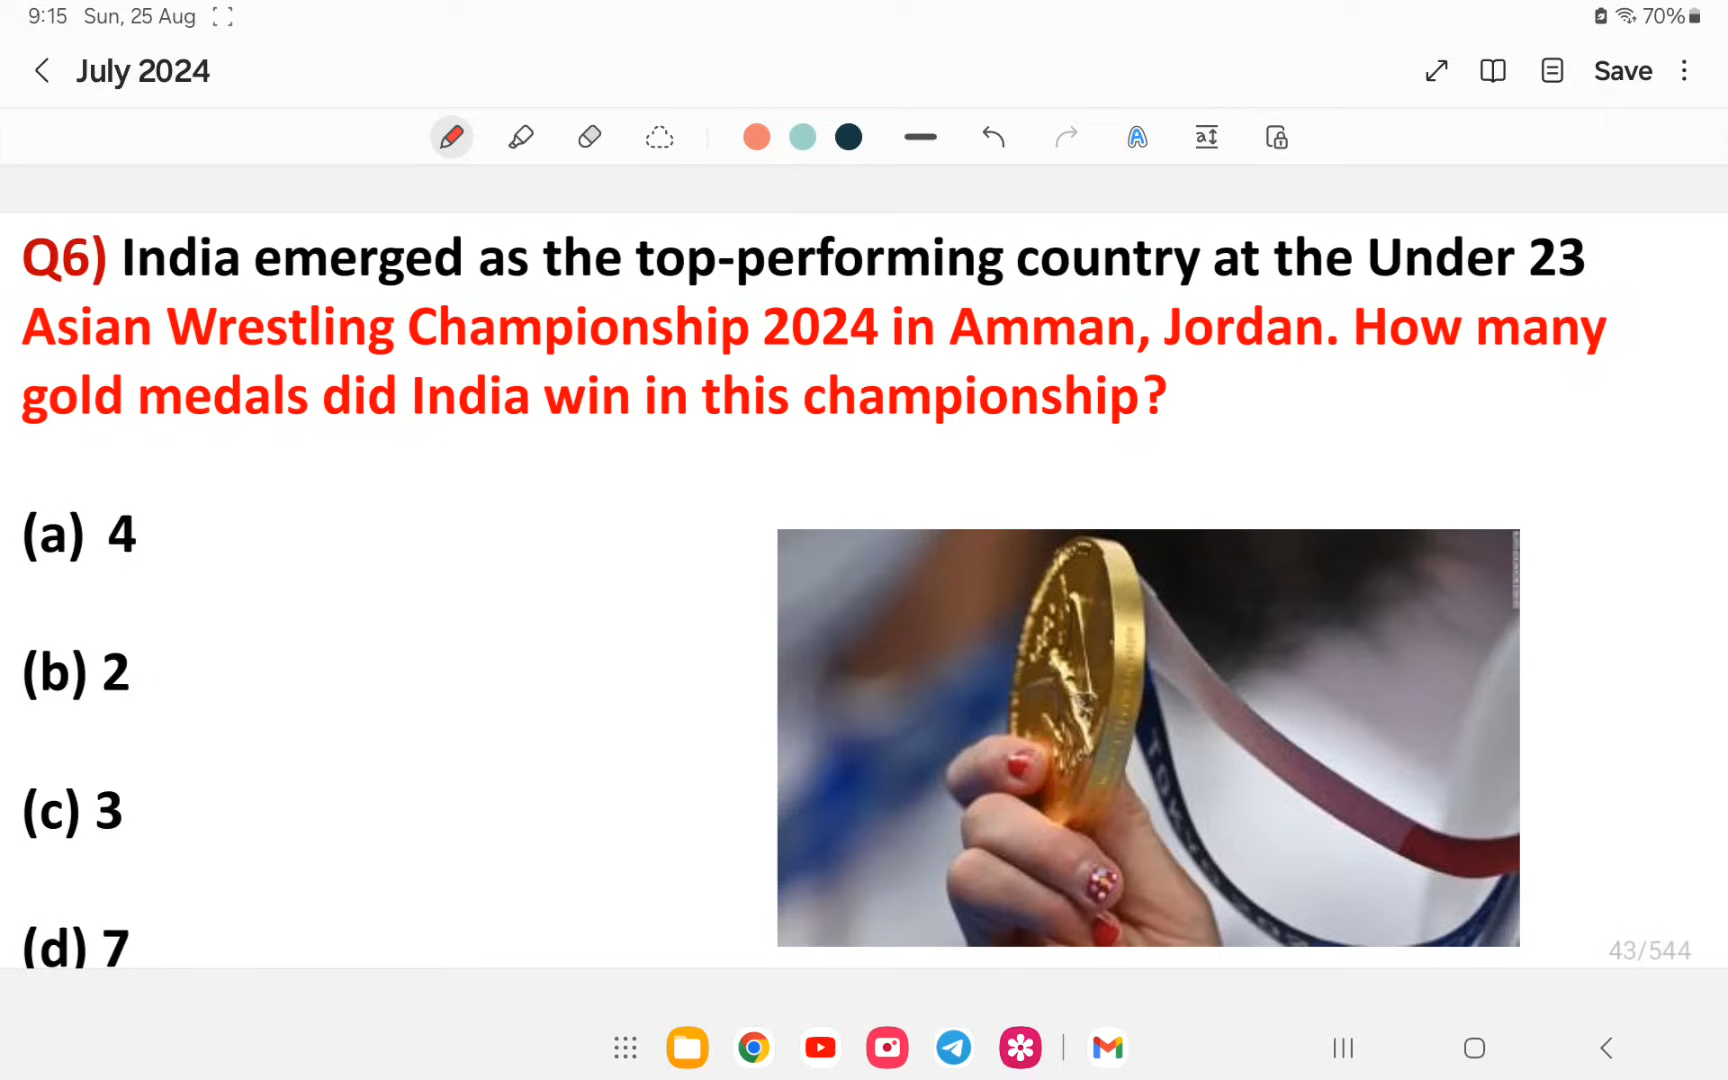 9:15 Sun, 25 Aug
70%
July 2024
Save
Q6) India emerged as the top-performing country at the Under 23
Asian Wrestling Championship 2024 in Amman, Jordan. How many
gold medals did India win in this championship?
(a) 4
(b) 2
(c) 3
(d) 7
43/544